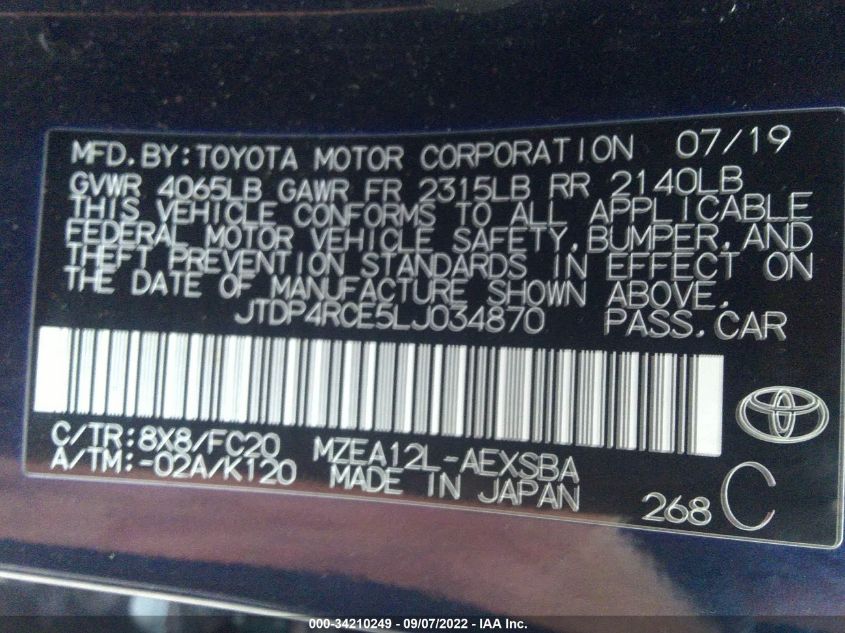 MFD.BY:TOYOTA MOTOR CORPORATION 07/19
GVWR 4065LB GAWR FR 2315LB RR 2140LB
THIS VEHICLE CONFORMS TO ALL APPLICABLE
FEDERAL MOTOR VEHICLE SAFETY,BUMPER,AND
THEFT PREVENTION STANDARDS IN EFFECT ON
THE DATE OF MANUFACTURE SHOWN ABOVE.
JTDP4RCE5LJ034870 PASS.CAR
C/TR:8X8/FC20 MZEA12L-AEXSBA
A/TM:-02A/K120 MADE IN JAPAN
268 C
000-34210249 - 09/07/2022 - IAA Inc.